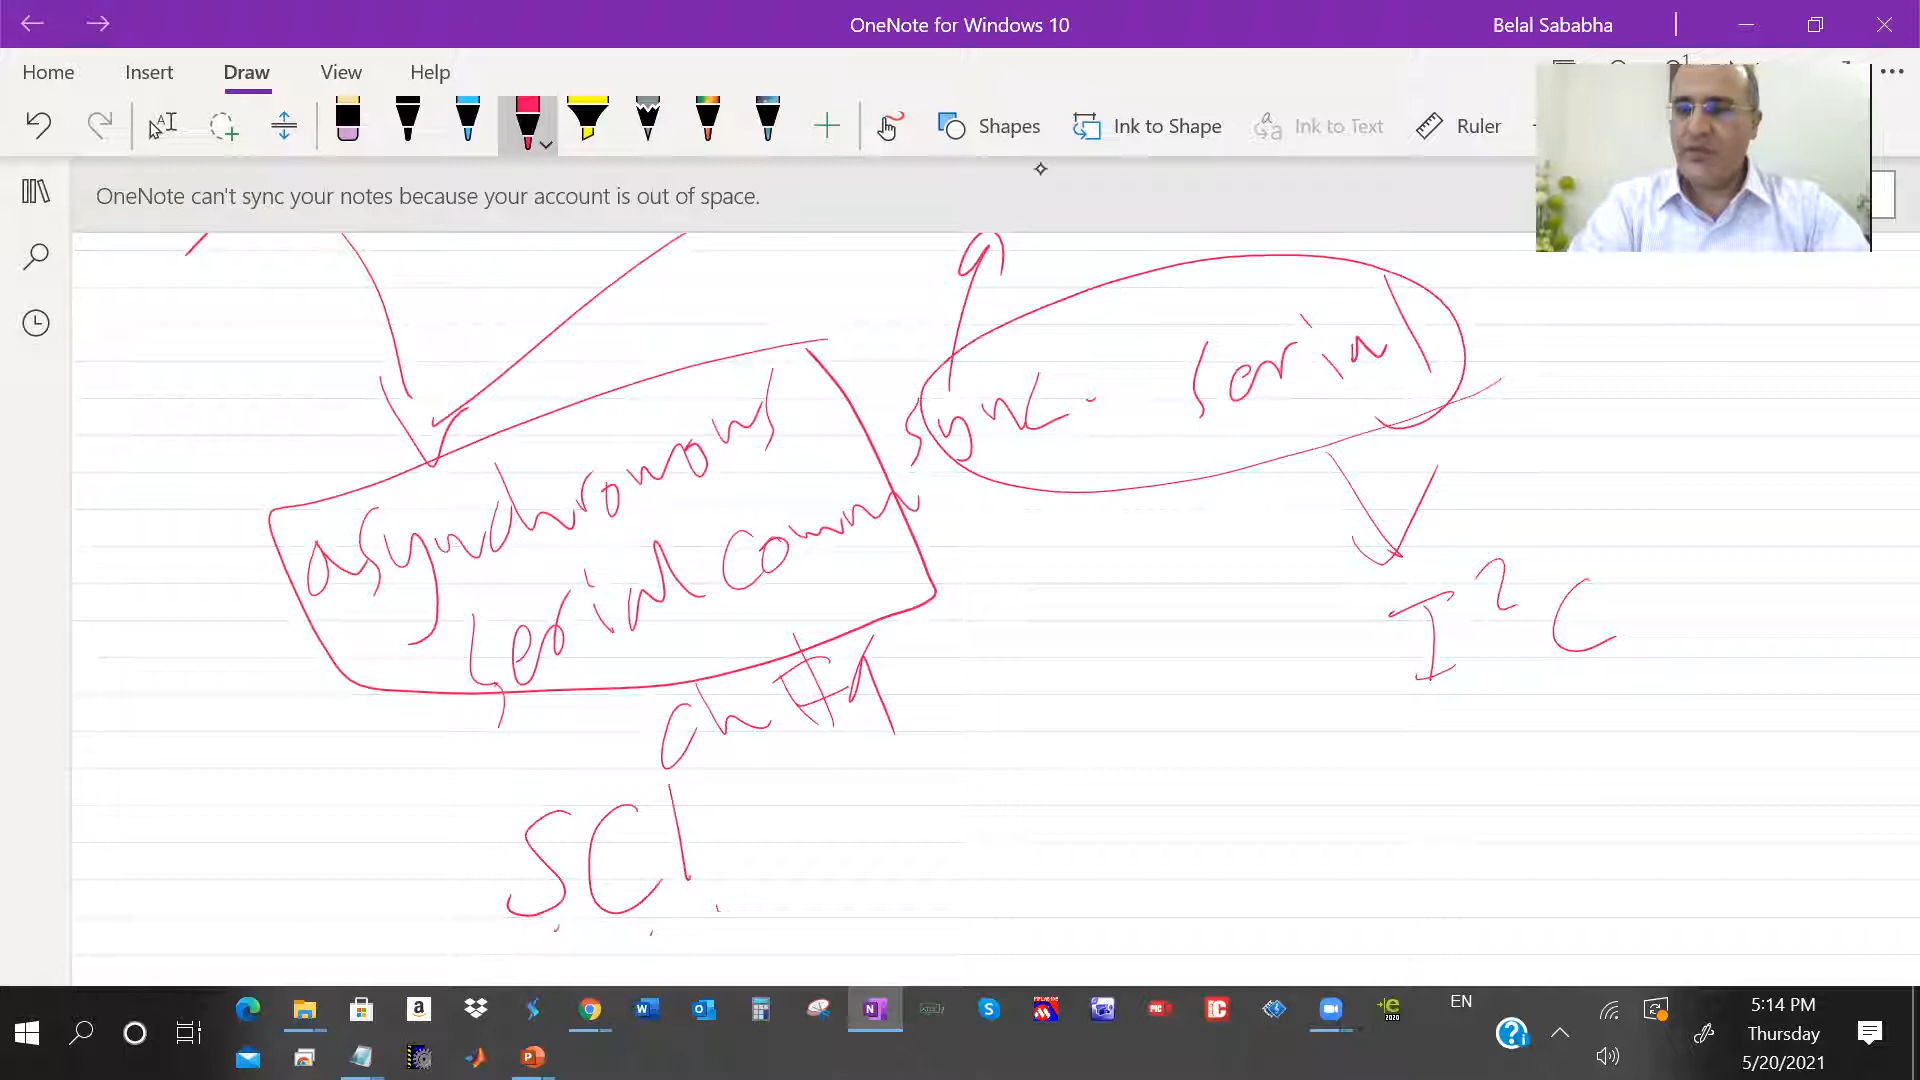 OneNote for Windows 10
Belal Sababha
Home Insert Draw View Help
Shapes Ink to Shape Ink to Text Ruler
OneNote can't sync your notes because your account is out of space.
sync. serial
asynchronous
serial comm
I²C
ch #9
SCI
EN
5:14 PM
Thursday
5/20/2021